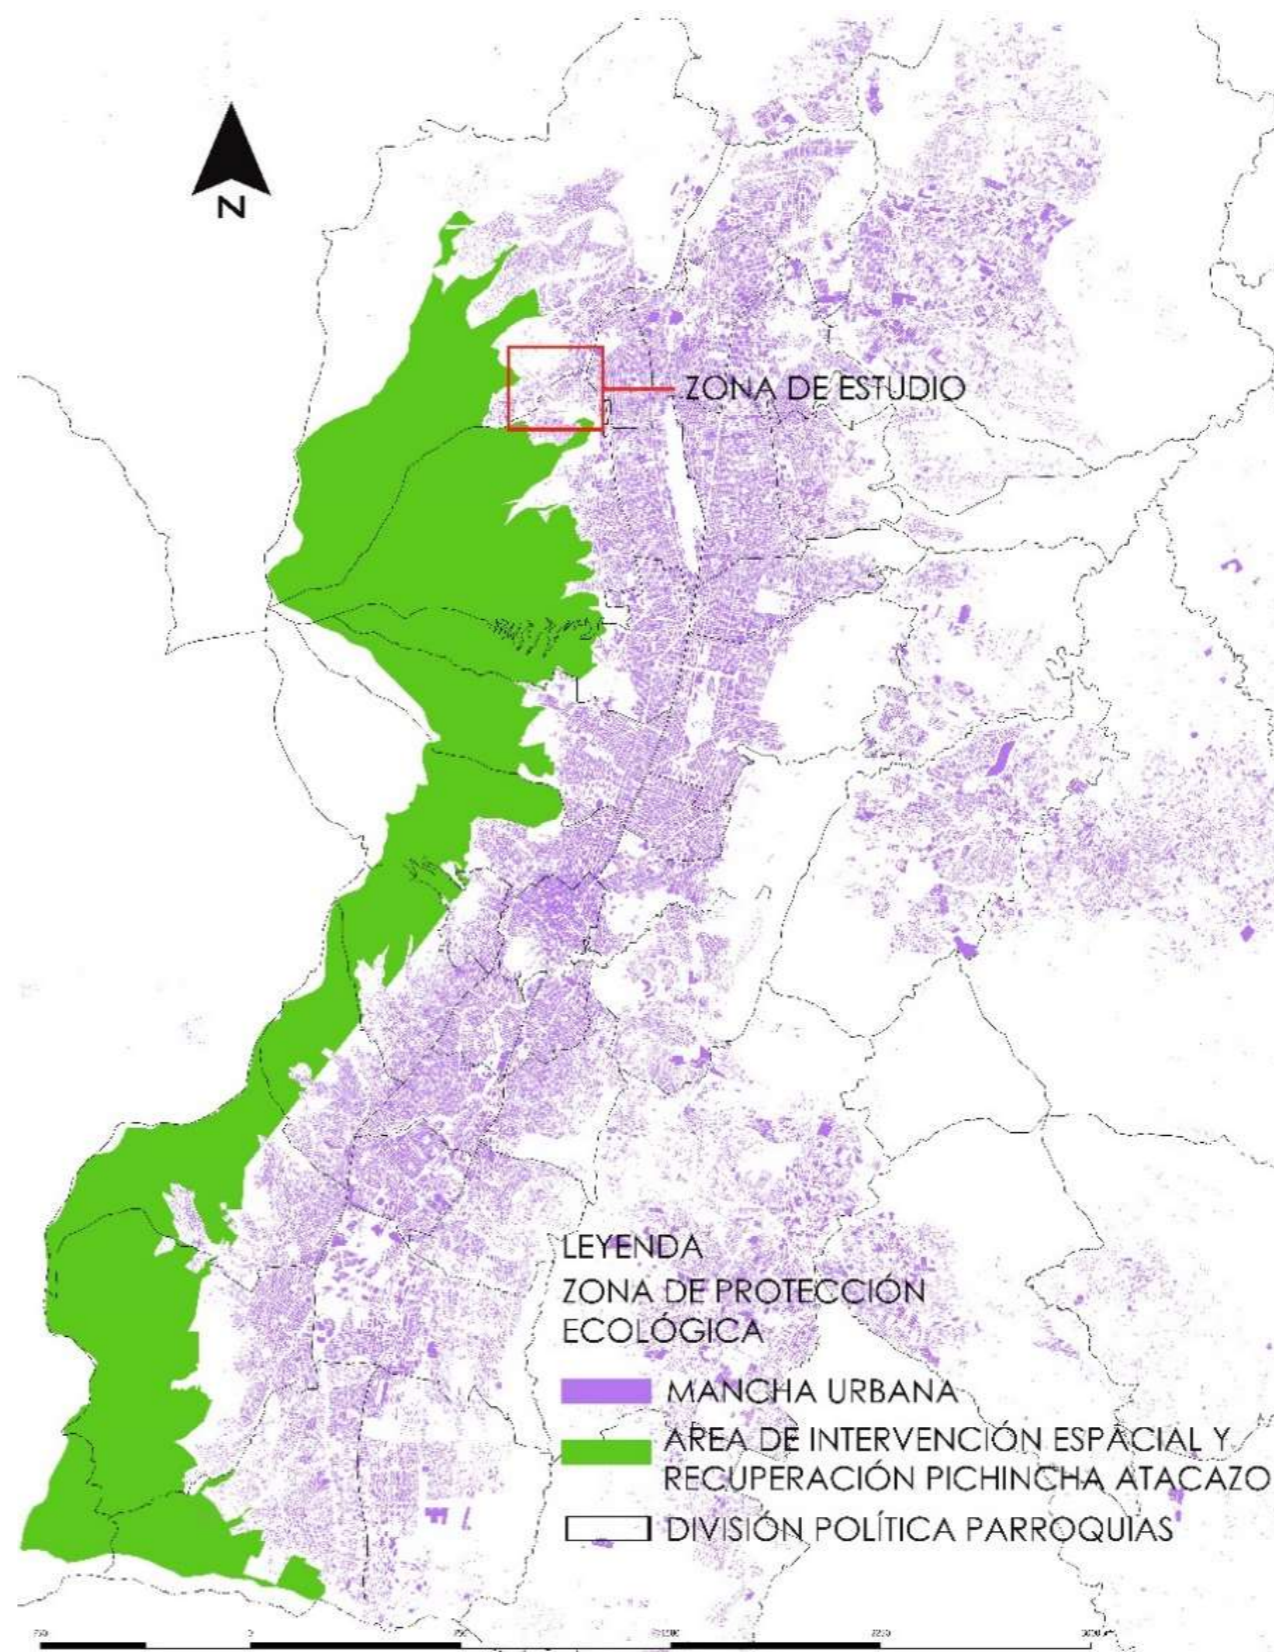 N
ZONA DE ESTUDIO
LEYENDA
ZONA DE PROTECCIÓN
ECOLÓGICA
MANCHA URBANA
AREA DE INTERVENCIÓN ESPACIAL Y
RECUPERACIÓN PICHINCHA ATACAZO
DIVISIÓN POLÍTICA PARROQUIAS
0